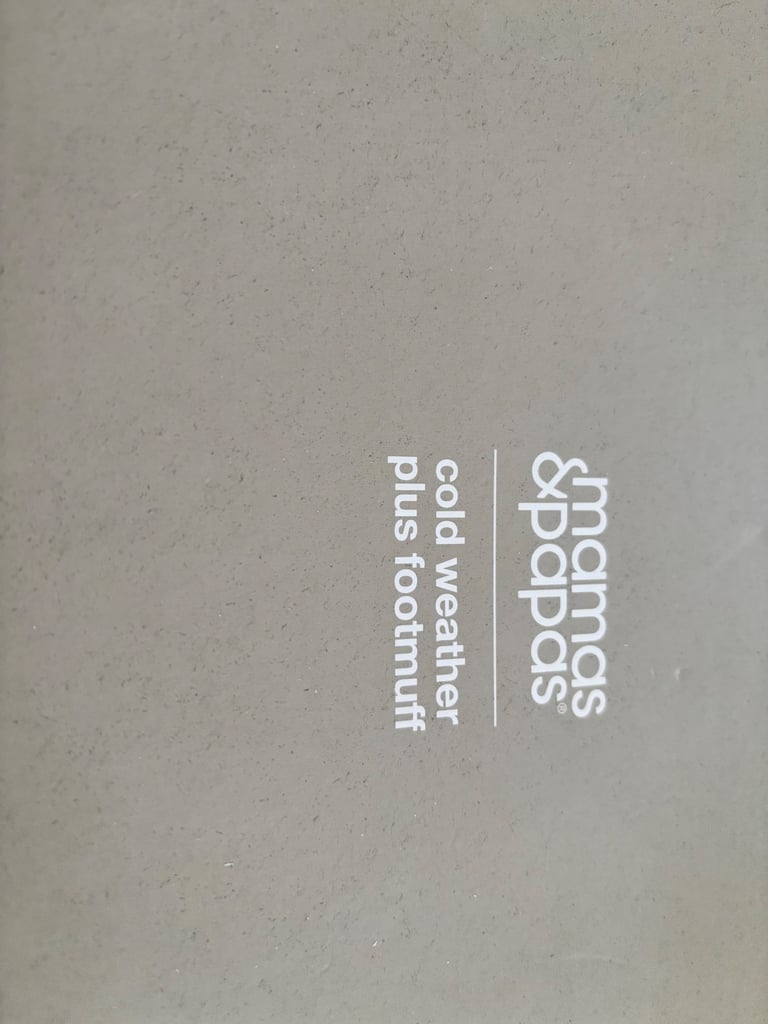 mamas
&papas®
cold weather
plus footmuff